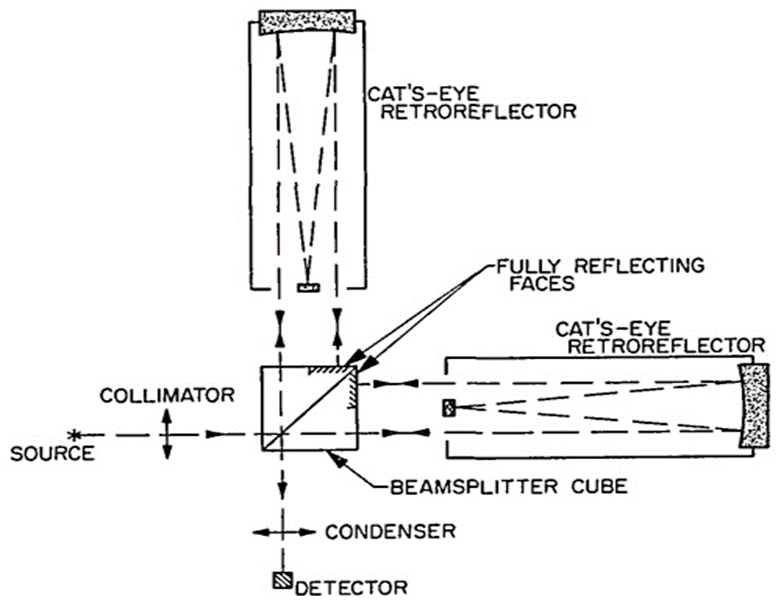 CAT'S-EYE
RETROREFLECTOR
FULLY REFLECTING
FACES
CAT'S-EYE
RETROREFLECTOR
COLLIMATOR
SOURCE
BEAMSPLITTER CUBE
CONDENSER
DETECTOR